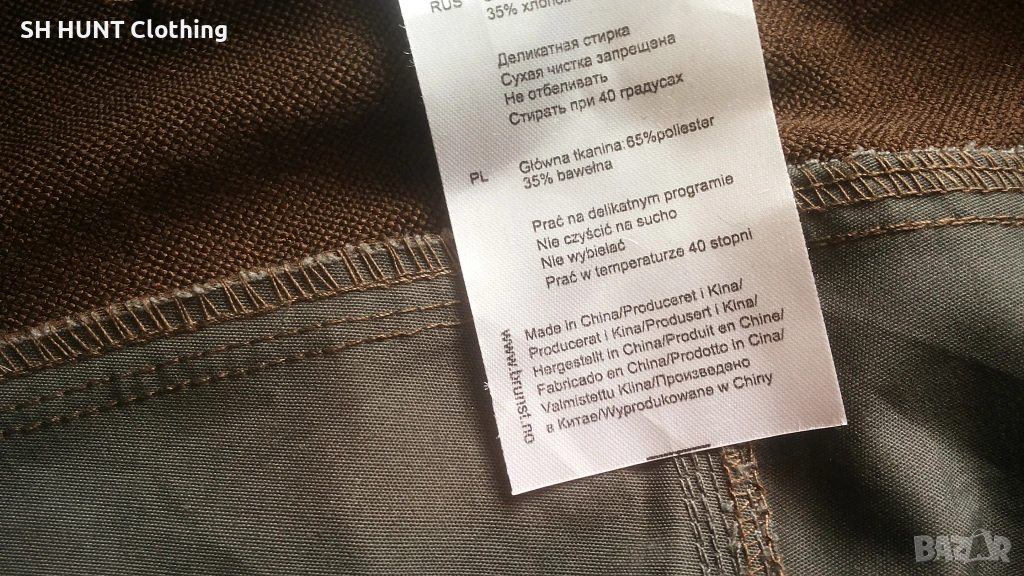 SH HUNT Clothing
RUS
35% хлопок
Деликатная стирка
Сухая чистка запрещена
Не отбеливать
Стирать при 40 градусах
PL
Główna tkanina:65%poliester
35% bawełna
Prać na delikatnym programie
Nie czyścić na sucho
Nie wybielać
Prać w temperaturze 40 stopni
Made in China/Produceret i Kina/
Producerat i Kina/Produsert i Kina/
Hergestellt in China/Produit en Chine/
Fabricado en China/Prodotto in Cina/
Valmistettu Kiina/Произведено
в Китае/Wyprodukowane w Chiny
www.brunst.no
BAZAR